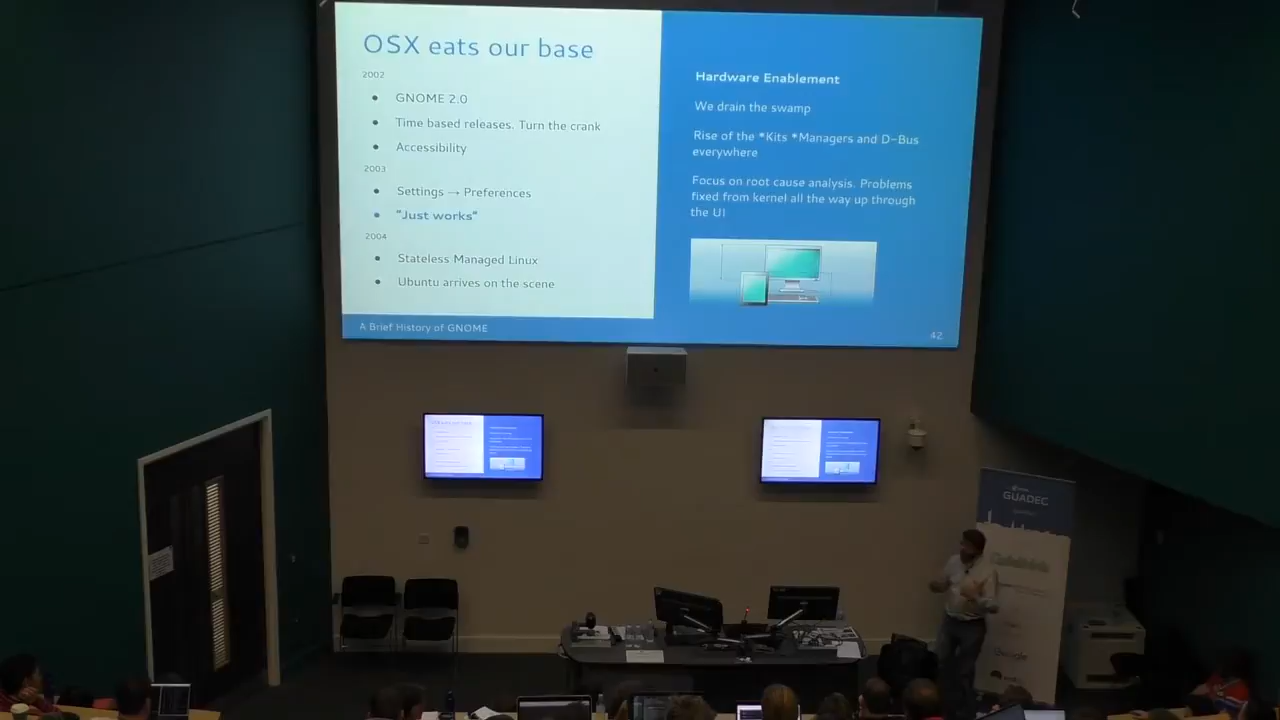 OSX eats our base
2002
GNOME 2.0
Time based releases. Turn the crank
Accessibility
2003
Settings → Preferences
"Just works"
2004
Stateless Managed Linux
Ubuntu arrives on the scene
Hardware Enablement
We drain the swamp
Rise of the *Kits *Managers and D-Bus
everywhere
Focus on root cause analysis. Problems
fixed from kernel all the way up through
the UI
A Brief History of GNOME
42
GUADEC
Google